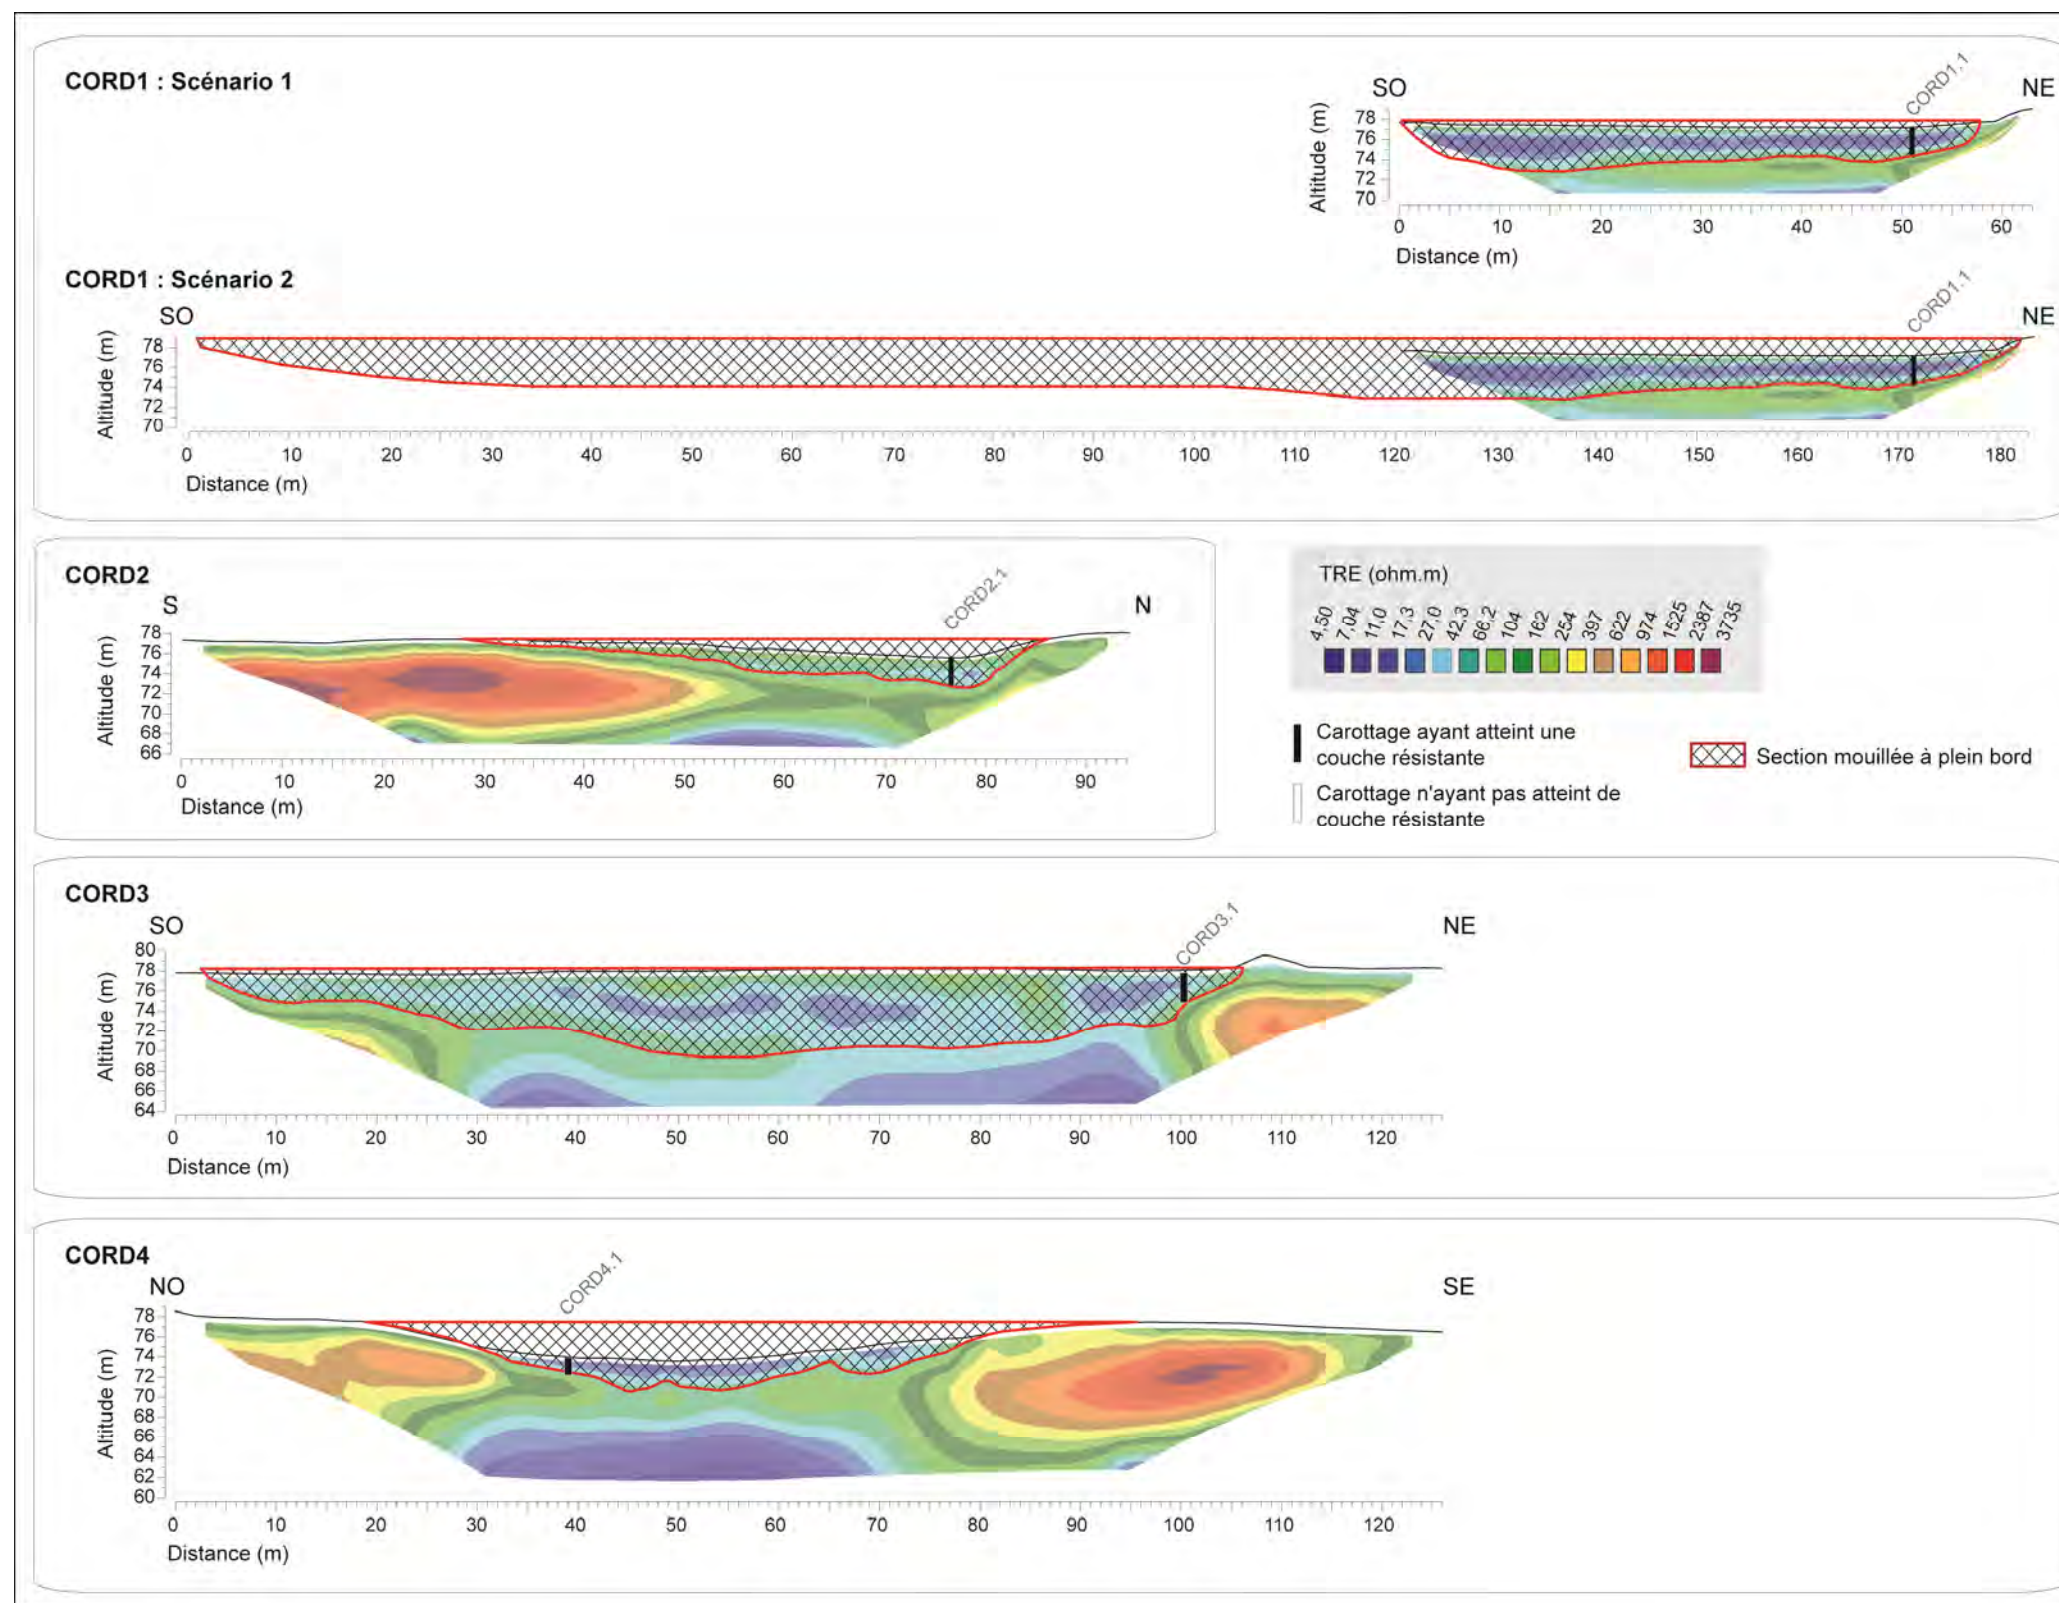 CORD1 : Scénario 1
SO
CORD1.1
NE
Altitude (m)
78
76
74
72
70
0 10 20 30 40 50 60
Distance (m)
CORD1 : Scénario 2
SO
CORD1.1
NE
Altitude (m)
78
76
74
72
70
0 10 20 30 40 50 60 70 80 90 100 110 120 130 140 150 160 170 180
Distance (m)
CORD2
S
CORD2.1
N
Altitude (m)
78
76
74
72
70
68
66
0 10 20 30 40 50 60 70 80 90
Distance (m)
TRE (ohm.m)
4,50 7,04 11,0 17,3 27,0 42,3 66,2 104 162 254 397 622 974 1525 2387 3735
Carottage ayant atteint une
couche résistante
Carottage n'ayant pas atteint de
couche résistante
Section mouillée à plein bord
CORD3
SO
CORD3.1
NE
Altitude (m)
80
78
76
74
72
70
68
66
64
0 10 20 30 40 50 60 70 80 90 100 110 120
Distance (m)
CORD4
NO
CORD4.1
SE
Altitude (m)
78
76
74
72
70
68
66
64
62
60
0 10 20 30 40 50 60 70 80 90 100 110 120
Distance (m)